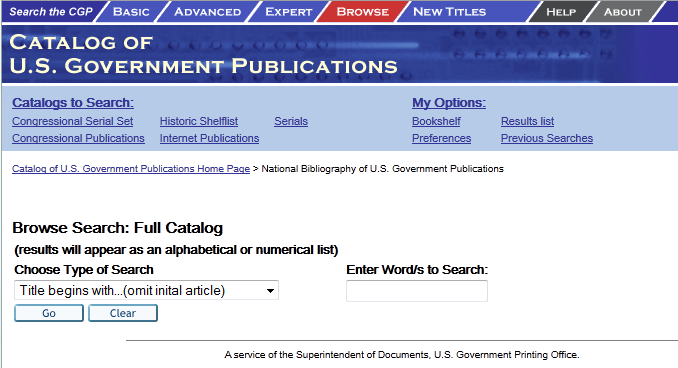 Search the CGP BASIC ADVANCED EXPERT BROWSE NEW TITLES HELP ABOUT
CATALOG OF
U.S. GOVERNMENT PUBLICATIONS
Catalogs to Search: My Options:
Congressional Serial Set Historic Shelflist Serials Bookshelf Results list
Congressional Publications Internet Publications Preferences Previous Searches
Catalog of U.S. Government Publications Home Page > National Bibliography of U.S. Government Publications
Browse Search: Full Catalog
(results will appear as an alphabetical or numerical list)
Choose Type of Search Enter Word/s to Search:
Title begins with...(omit inital article)
Go Clear
A service of the Superintendent of Documents, U.S. Government Printing Office.